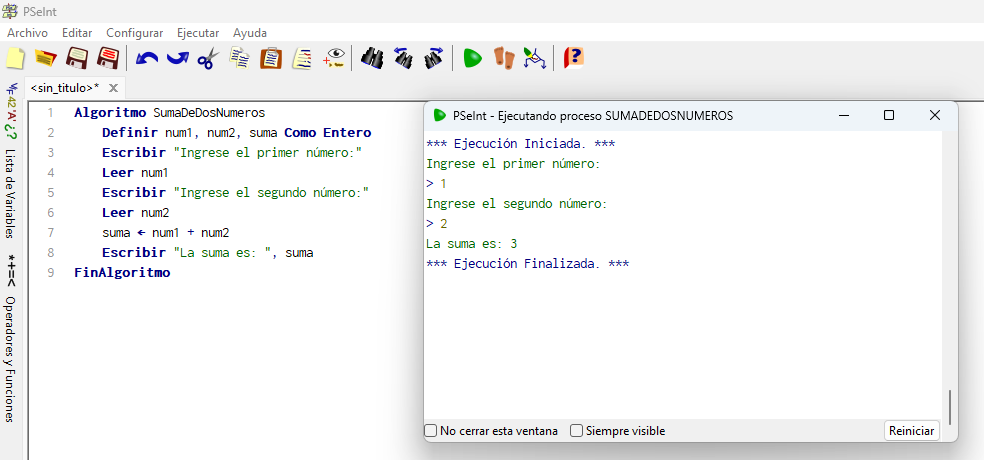 PSeInt
Archivo Editar Configurar Ejecutar Ayuda
<sin_titulo>* X
42 'A' ¿?
Lista de Variables
*+=<
Operadores y Funciones
1 Algoritmo SumaDeDosNumeros
2 Definir num1, num2, suma Como Entero
3 Escribir "Ingrese el primer número:"
4 Leer num1
5 Escribir "Ingrese el segundo número:"
6 Leer num2
7 suma ← num1 + num2
8 Escribir "La suma es: ", suma
9 FinAlgoritmo
PSeInt - Ejecutando proceso SUMADEDOSNUMEROS
*** Ejecución Iniciada. ***
Ingrese el primer número:
> 1
Ingrese el segundo número:
> 2
La suma es: 3
*** Ejecución Finalizada. ***
No cerrar esta ventana Siempre visible Reiniciar